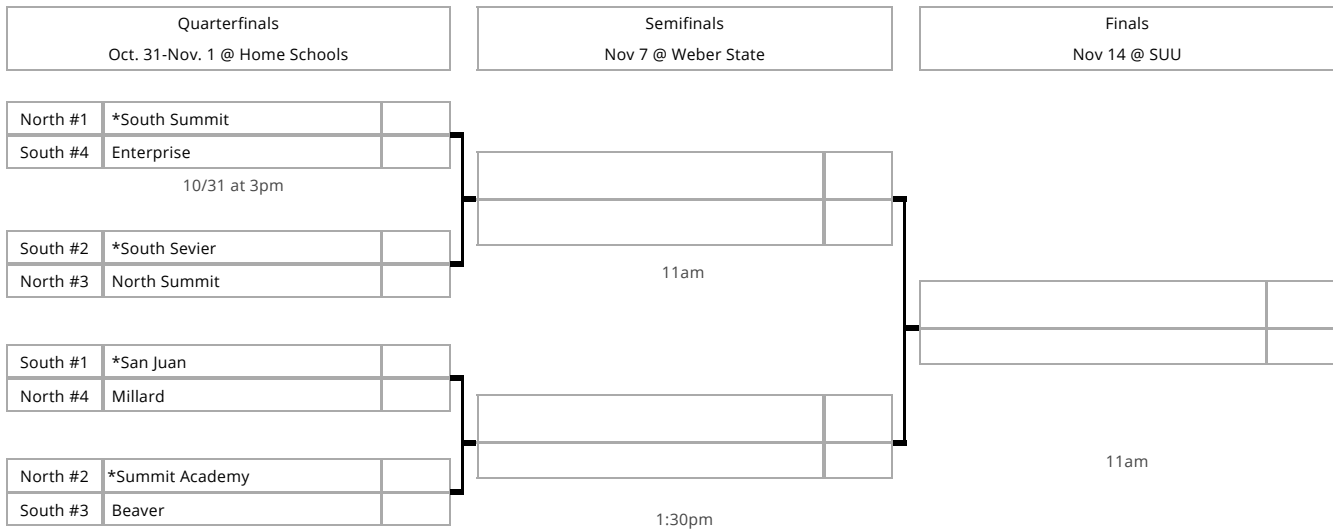 Quarterfinals
Oct. 31-Nov. 1 @ Home Schools
Semifinals
Nov 7 @ Weber State
Finals
Nov 14 @ SUU
North #1 *South Summit
South #4 Enterprise
10/31 at 3pm
South #2 *South Sevier
North #3 North Summit
11am
South #1 *San Juan
North #4 Millard
North #2 *Summit Academy
South #3 Beaver
1:30pm
11am